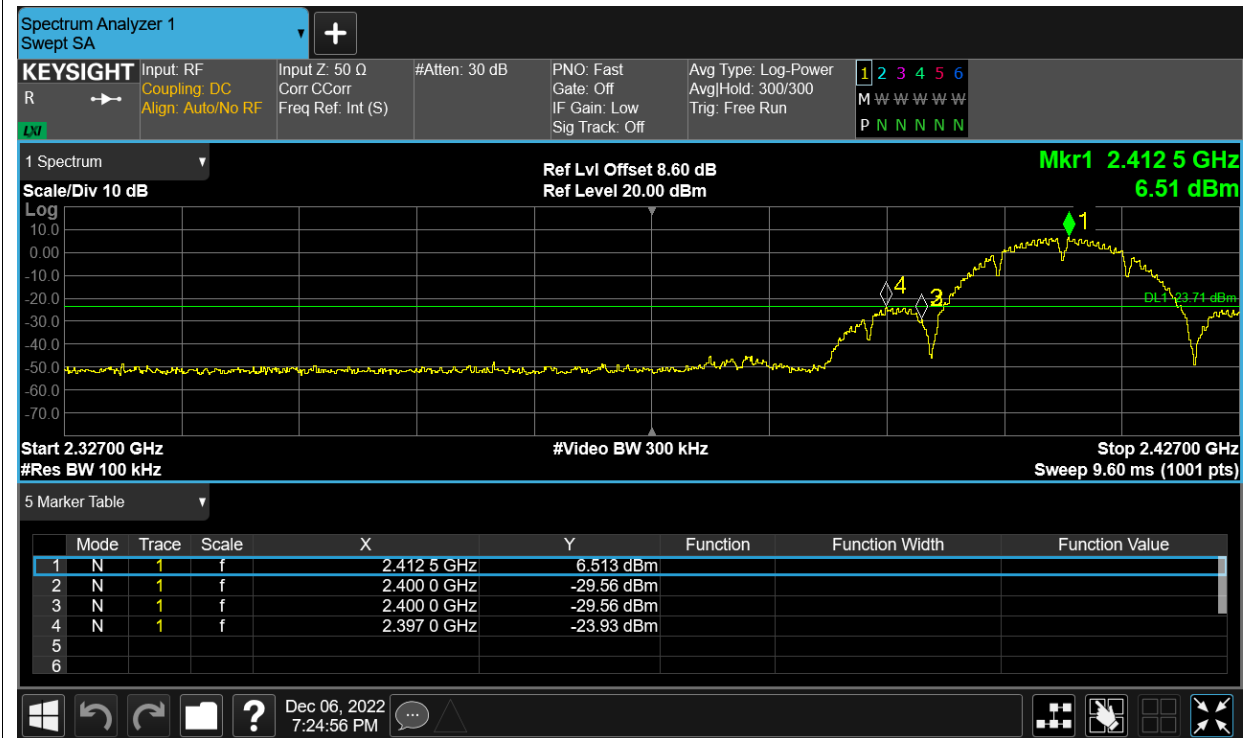 Spectrum Analyzer 1
Swept SA
KEYSIGHT
R
LXI
Input: RF
Coupling: DC
Align: Auto/No RF
Input Z: 50 Ω
Corr CCorr
Freq Ref: Int (S)
#Atten: 30 dB
PNO: Fast
Gate: Off
IF Gain: Low
Sig Track: Off
Avg Type: Log-Power
Avg|Hold: 300/300
Trig: Free Run
1 2 3 4 5 6
M W W W W W
P N N N N N
1 Spectrum
Scale/Div 10 dB
Ref Lvl Offset 8.60 dB
Ref Level 20.00 dBm
Mkr1 2.412 5 GHz
6.51 dBm
Log
10.0
0.00
-10.0
-20.0
-30.0
-40.0
-50.0
-60.0
-70.0
1
4
DL1 -23.71 dBm
Start 2.32700 GHz
#Video BW 300 kHz
Stop 2.42700 GHz
#Res BW 100 kHz
Sweep 9.60 ms (1001 pts)
5 Marker Table
Mode Trace Scale X Y Function Function Width Function Value
1 N 1 f 2.412 5 GHz 6.513 dBm
2 N 1 f 2.400 0 GHz -29.56 dBm
3 N 1 f 2.400 0 GHz -29.56 dBm
4 N 1 f 2.397 0 GHz -23.93 dBm
5
6
?
Dec 06, 2022
7:24:56 PM